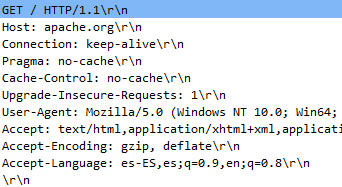 GET / HTTP/1.1\r\n
Host: apache.org\r\n
Connection: keep-alive\r\n
Pragma: no-cache\r\n
Cache-Control: no-cache\r\n
Upgrade-Insecure-Requests: 1\r\n
User-Agent: Mozilla/5.0 (Windows NT 10.0; Win64;
Accept: text/html,application/xhtml+xml,applicati
Accept-Encoding: gzip, deflate\r\n
Accept-Language: es-ES,es;q=0.9,en;q=0.8\r\n
\r\n